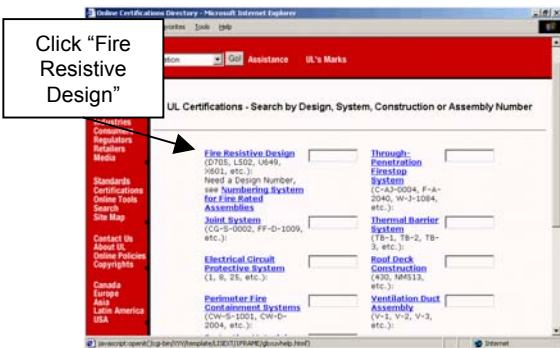 Online Certifications Directory - Microsoft Internet Explorer
Tools Help
Click "Fire
Resistive
Design"
Go!
Assistance
UL's Marks
UL Certifications - Search by Design, System, Construction or Assembly Number
Industries
Consumers
Regulators
Retailers
Media
Standards
Certifications
Online Tools
Search
Site Map
Contact Us
About UL
Online Policies
Copyrights
Canada
Europe
Asia
Latin America
USA
Fire Resistive Design
(D705, L502, U649,
X601, etc.):
Need a Design Number,
see Numbering System
for Fire Rated
Assemblies
Through-
Penetration
Firestop
System
(C-AJ-0004, F-A-
2040, W-J-1084,
etc.):
Joint System
(CG-S-0002, FF-D-1009,
etc.):
Thermal Barrier
System
(TB-1, TB-2, TB-
3, etc.):
Electrical Circuit
Protective System
(1, 8, 25, etc.):
Roof Deck
Construction
(430, NM513,
etc.):
Perimeter Fire
Containment Systems
(CW-S-1001, CW-D-
2004, etc.):
Ventilation Duct
Assembly
(V-1, V-2, V-3,
etc.):
Internet